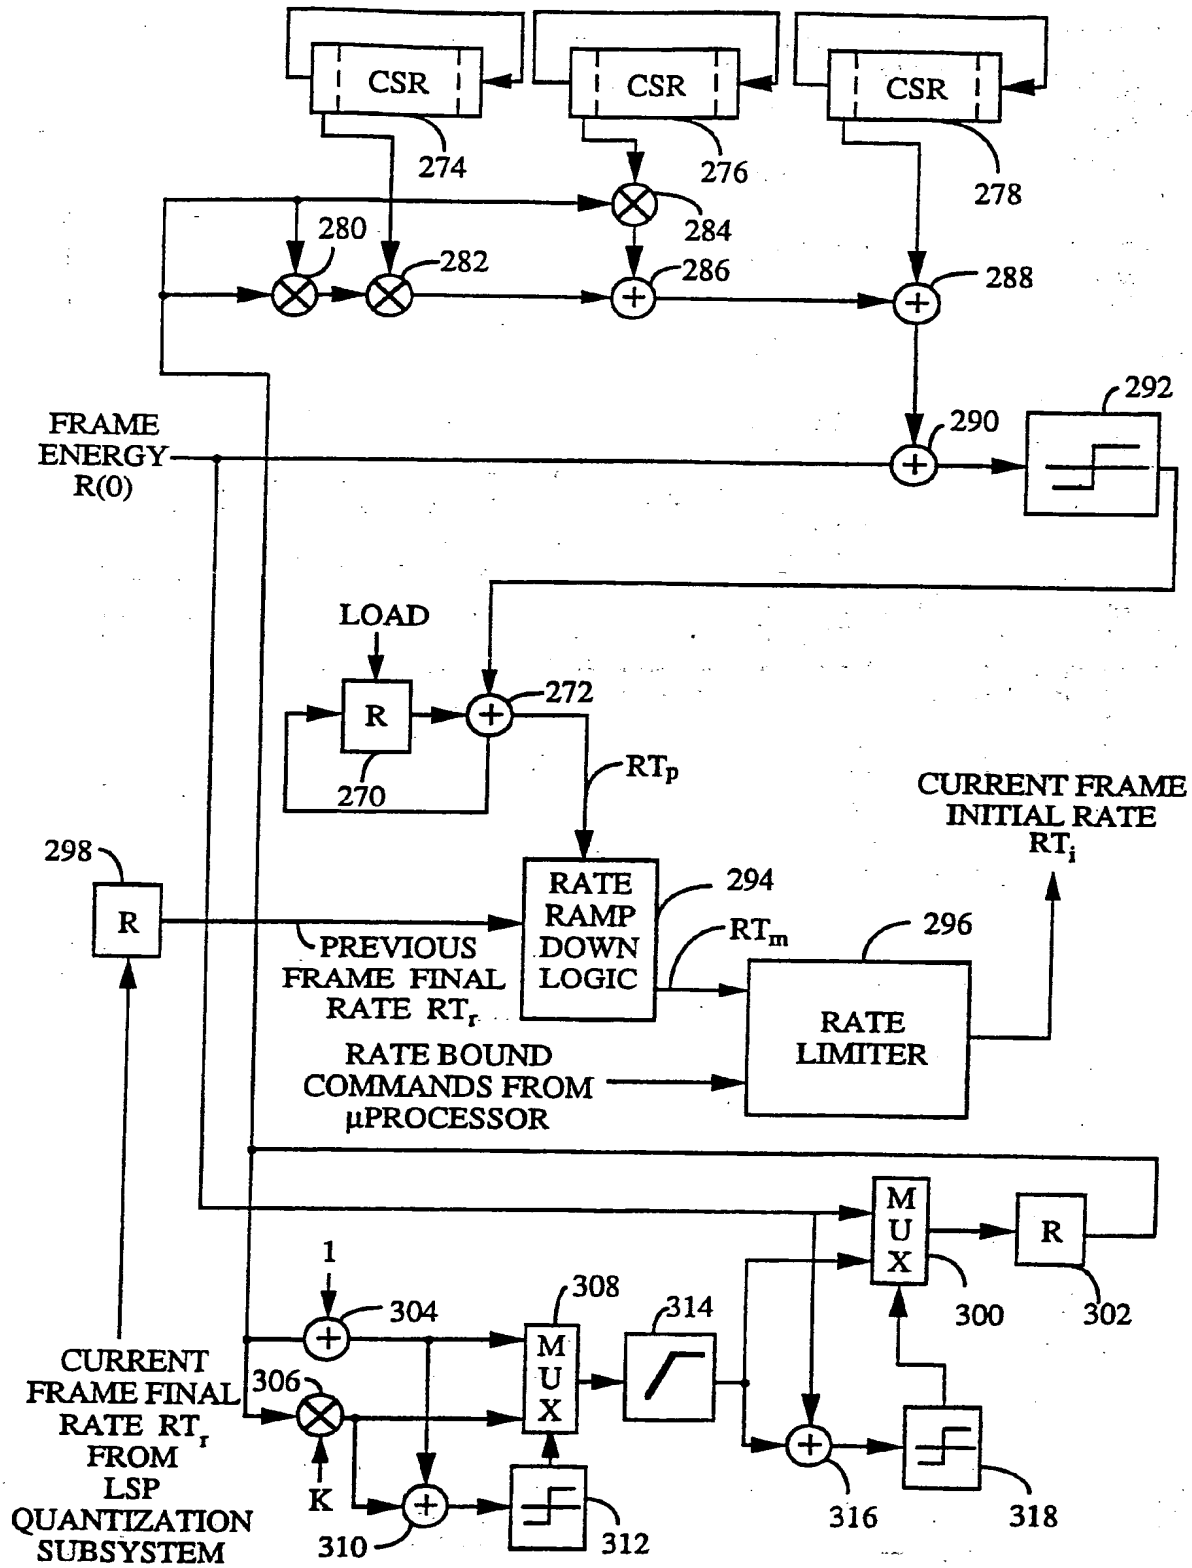 CSR
CSR
CSR
274
276
278
280
282
284
286
288
FRAME
ENERGY
R(0)
290
292
LOAD
R
270
272
RTp
CURRENT FRAME
INITIAL RATE
RTi
298
R
PREVIOUS
FRAME FINAL
RATE RTr
RATE
RAMP
DOWN
LOGIC
294
RTm
296
RATE
LIMITER
RATE BOUND
COMMANDS FROM
μPROCESSOR
M
U
X
300
R
302
1
304
306
K
308
M
U
X
310
312
314
316
318
CURRENT
FRAME FINAL
RATE RTr
FROM
LSP
QUANTIZATION
SUBSYSTEM